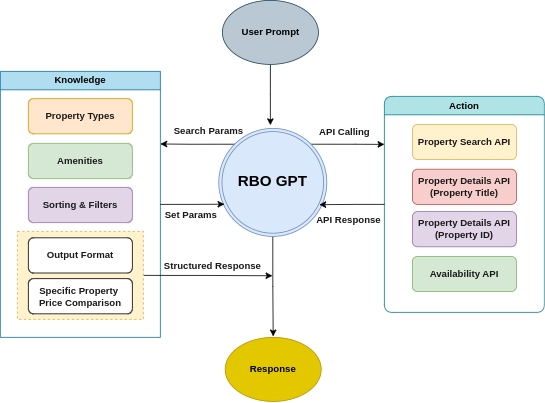 User Prompt
Knowledge
Property Types
Amenities
Sorting & Filters
Output Format
Specific Property
Price Comparison
Search Params
Set Params
Structured Response
RBO GPT
API Calling
API Response
Action
Property Search API
Property Details API
(Property Title)
Property Details API
(Property ID)
Availability API
Response